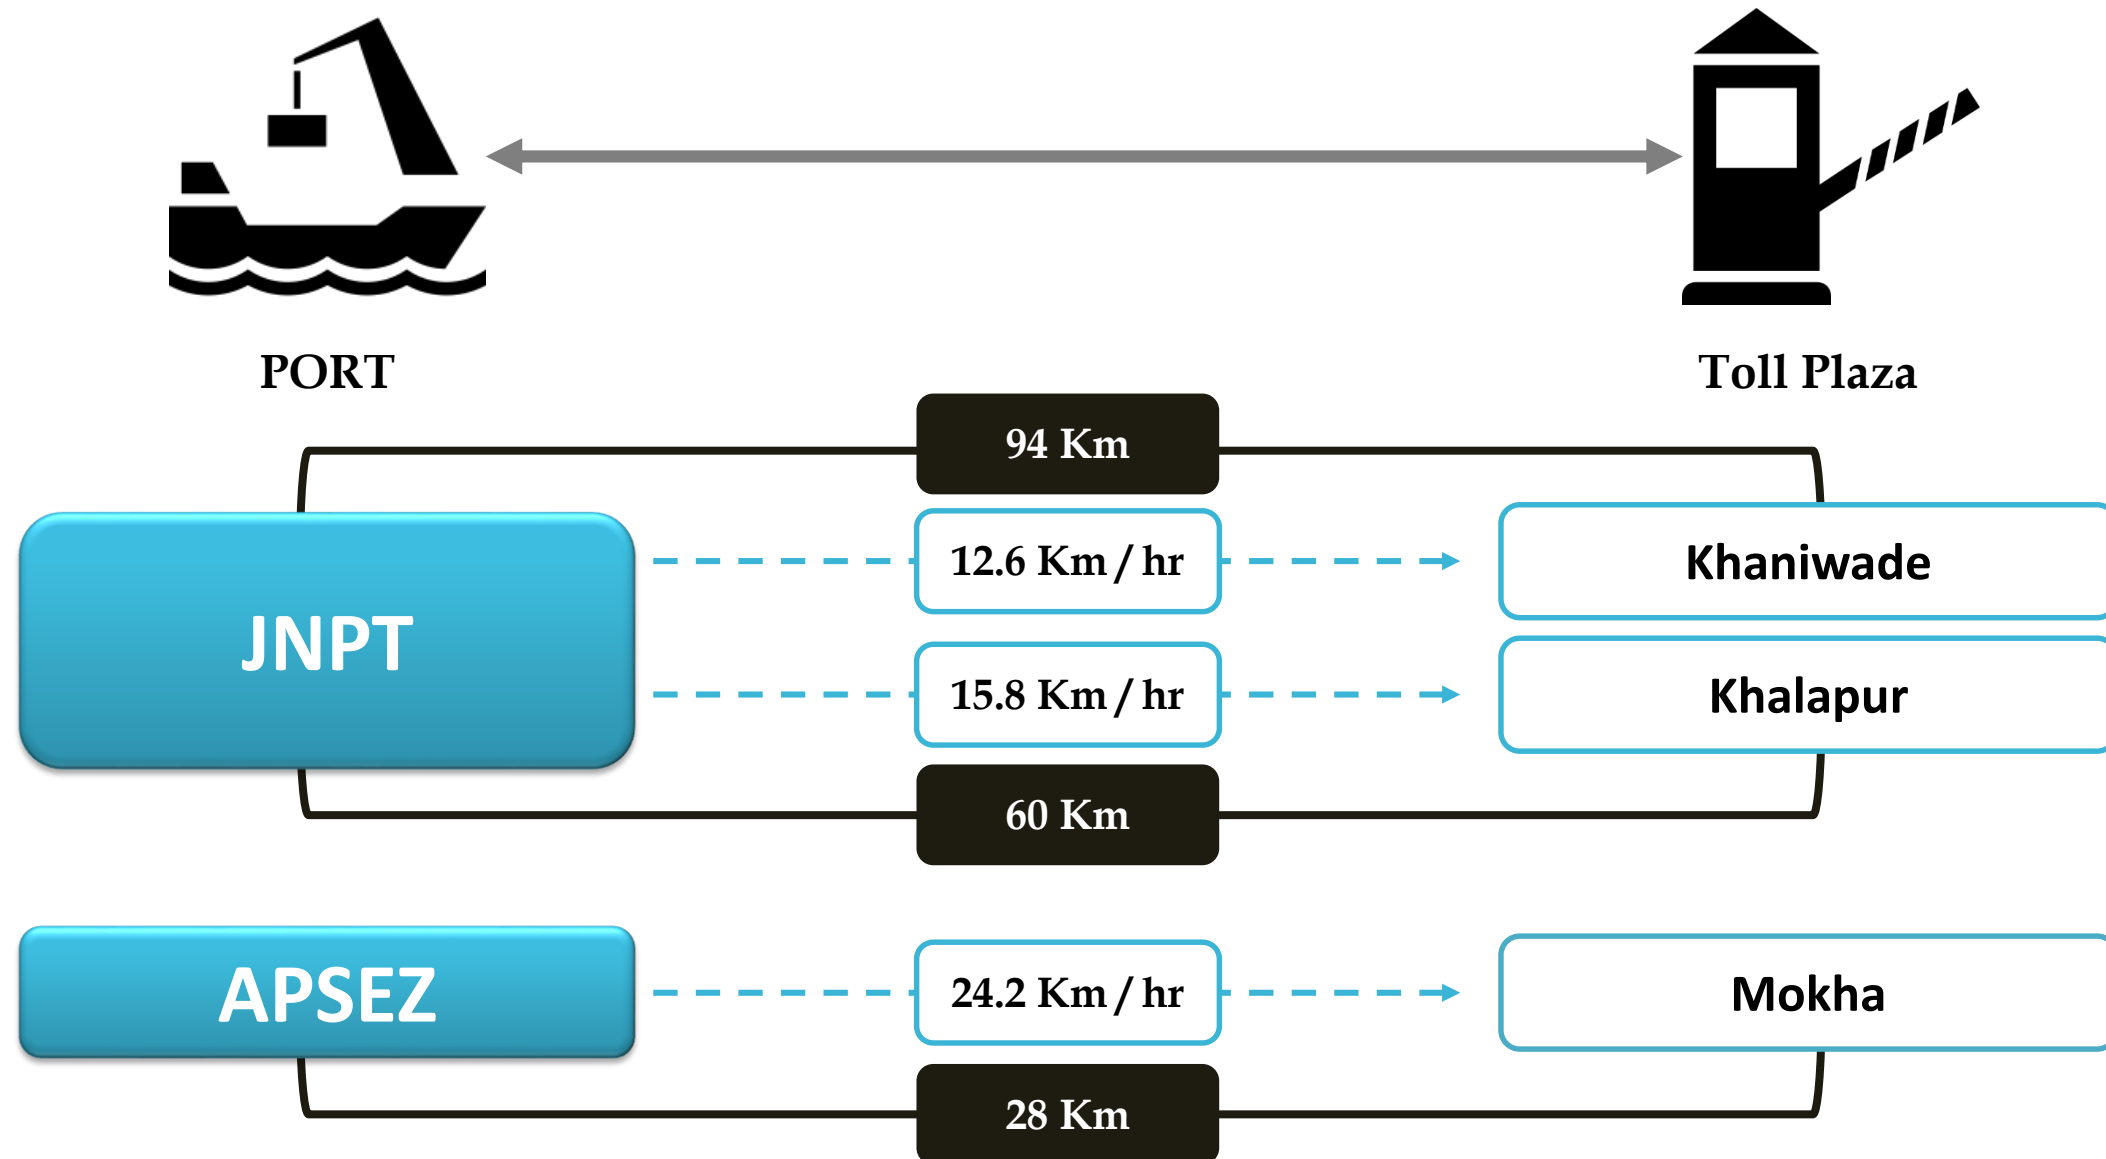 PORT
Toll Plaza
94 Km
JNPT
12.6 Km/hr
Khaniwade
15.8 Km/hr
Khalapur
60 Km
APSEZ
24.2 Km/hr
Mokha
28 Km